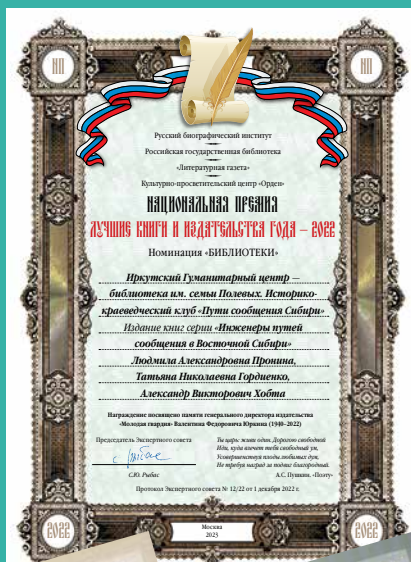 НП
НП
Русский биографический институт
Российская государственная библиотека
«Литературная газета»
Культурно-просветительский центр «Орден»
НАЦИОНАЛЬНАЯ ПРЕМИЯ
ЛУЧШИЕ КНИГИ И ИЗДАТЕЛЬСТВА ГОДА – 2022
Номинация «БИБЛИОТЕКИ»
Иркутский Гуманитарный центр —
библиотека им. семьи Полевых. Историко-
краеведческий клуб «Пути сообщения Сибири»
Издание книг серии «Инженеры путей
сообщения в Восточной Сибири»
Людмила Александровна Пронина,
Татьяна Николаевна Гордиенко,
Александр Викторович Хобта
Награждение посвящено памяти генерального директора издательства
«Молодая гвардия» Валентина Федоровича Юркина (1940–2022)
Председатель Экспертного совета
С.Ю. Рыбас
Ты царь: живи один. Дорогою свободной
Иди, куда влечет тебя свободный ум,
Усовершенствуя плоды любимых дум,
Не требуя наград за подвиг благородный.
А.С. Пушкин. «Поэту»
Протокол Экспертного совета № 12/22 от 1 декабря 2022 г.
2022
Москва
2023
2022